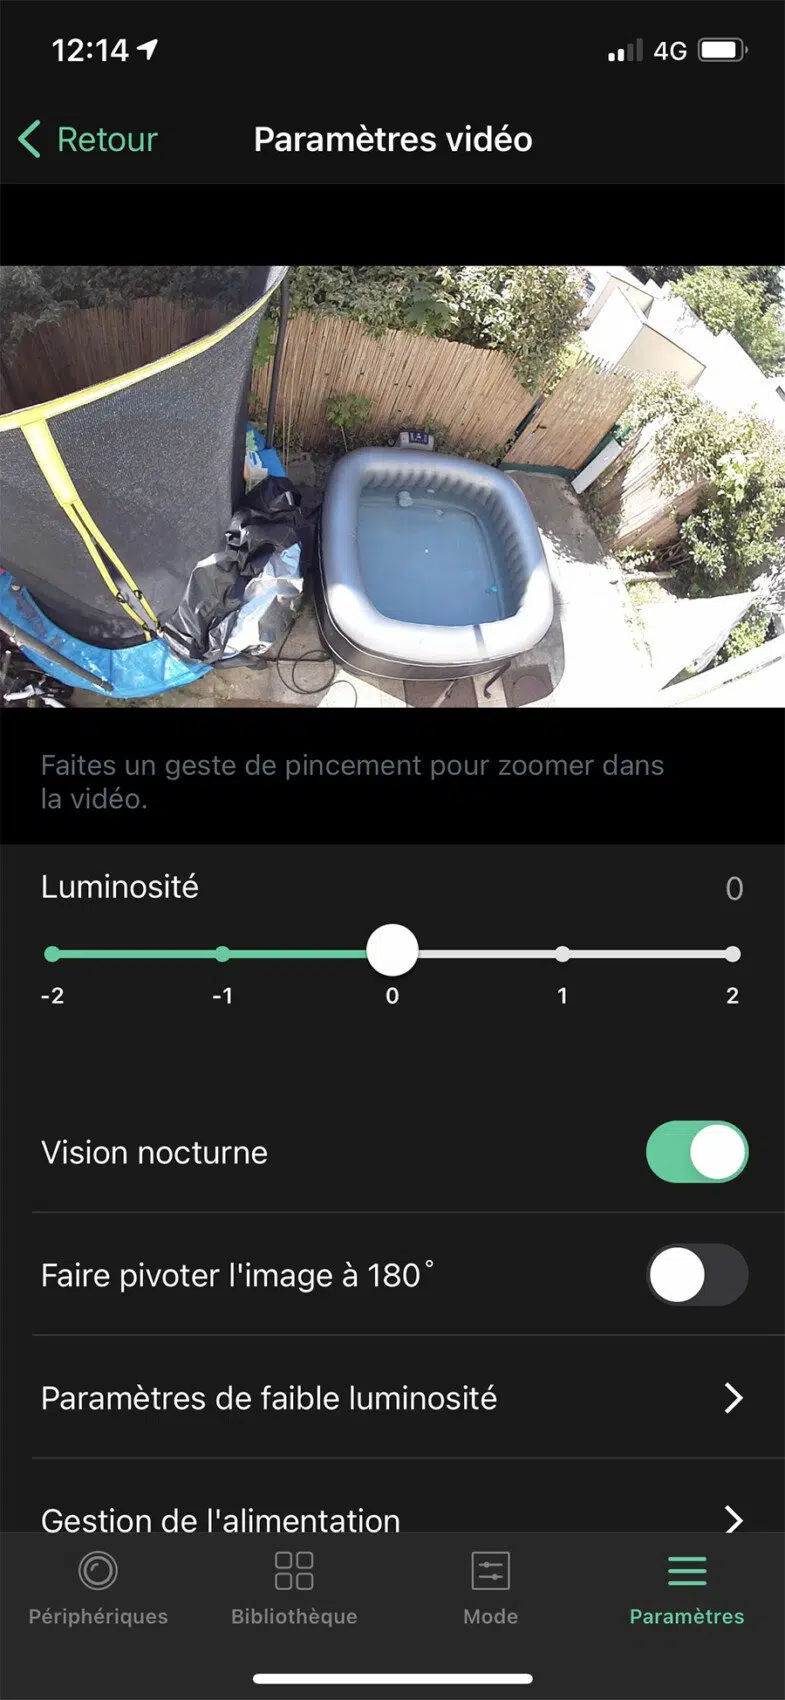 12:14
4G
Retour
Paramètres vidéo
Faites un geste de pincement pour zoomer dans
la vidéo.
Luminosité
0
-2 -1 0 1 2
Vision nocturne
Faire pivoter l'image à 180°
Paramètres de faible luminosité
Gestion de l'alimentation
Périphériques Bibliothèque Mode Paramètres